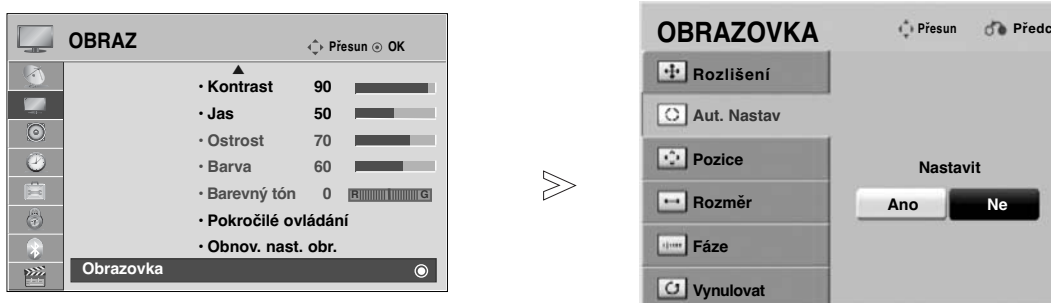 OBRAZ
Přesun OK
• Kontrast 90
• Jas 50
• Ostrost 70
• Barva 60
• Barevný tón 0 R G
• Pokročilé ovládání
• Obnov. nast. obr.
Obrazovka
OBRAZOVKA
Přesun Předc
Rozlišení
Aut. Nastav
Pozice
Rozměr
Fáze
Vynulovat
Nastavit
Ano Ne